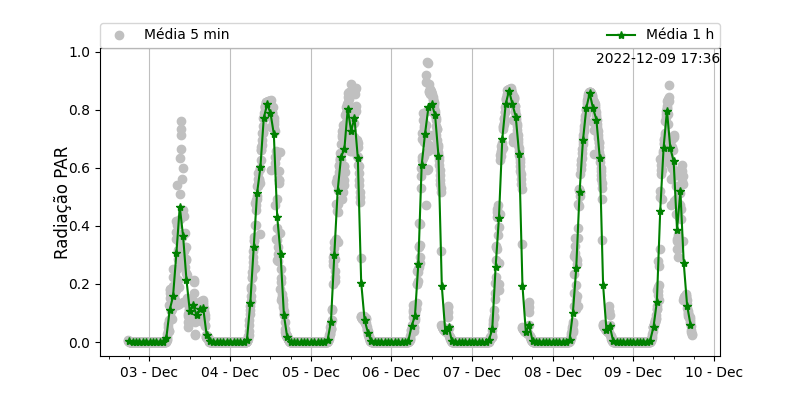 Média 5 min
Média 1 h
2022-12-09 17:36
Radiação PAR
1.0
0.8
0.6
0.4
0.2
0.0
03 - Dec
04 - Dec
05 - Dec
06 - Dec
07 - Dec
08 - Dec
09 - Dec
10 - Dec